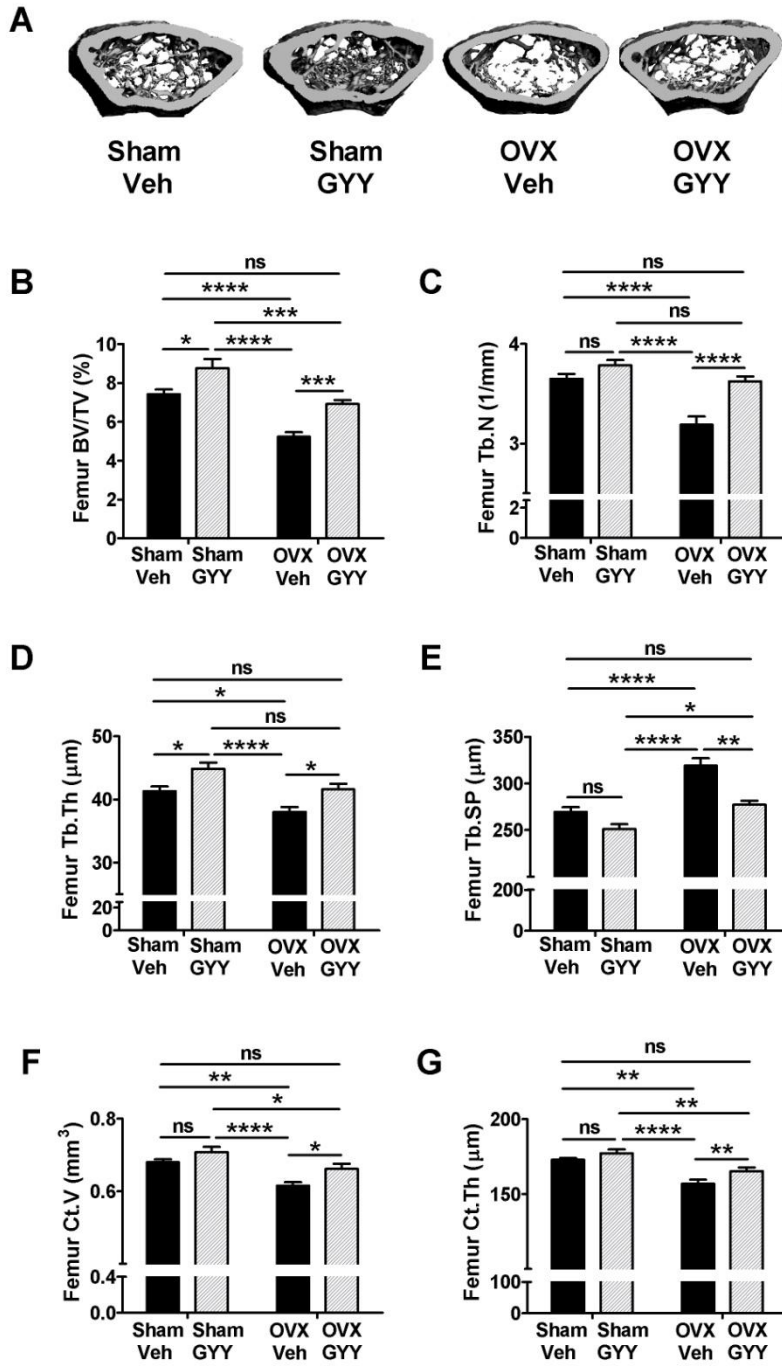 A
Sham Veh
Sham GYY
OVX Veh
OVX GYY
B
ns
****
***
*
****
***
Femur BV/TV (%)
10
8
6
4
2
0
Sham Veh
Sham GYY
OVX Veh
OVX GYY
C
ns
****
ns
ns
****
****
Femur Tb.N (1/mm)
4
3
2
0
Sham Veh
Sham GYY
OVX Veh
OVX GYY
D
ns
*
ns
*
****
*
Femur Tb.Th (μm)
50
40
30
20
0
Sham Veh
Sham GYY
OVX Veh
OVX GYY
E
ns
****
*
ns
****
**
Femur Tb.SP (μm)
350
300
250
200
0
Sham Veh
Sham GYY
OVX Veh
OVX GYY
F
ns
**
*
ns
****
*
Femur Ct.V (mm³)
0.8
0.6
0.4
0.0
Sham Veh
Sham GYY
OVX Veh
OVX GYY
G
ns
**
**
ns
****
**
Femur Ct.Th (μm)
200
150
100
0
Sham Veh
Sham GYY
OVX Veh
OVX GYY